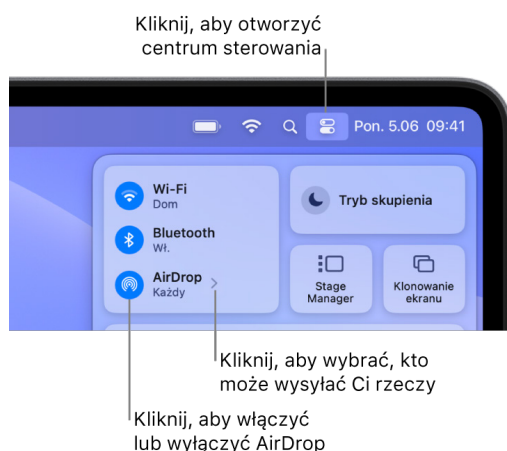 Kliknij, aby otworzyć
centrum sterowania
Pon. 5.06 09:41
Wi-Fi
Dom
Bluetooth
Wł.
AirDrop
Każdy
Tryb skupienia
Stage
Manager
Klonowanie
ekranu
Kliknij, aby wybrać, kto
może wysyłać Ci rzeczy
Kliknij, aby włączyć
lub wyłączyć AirDrop